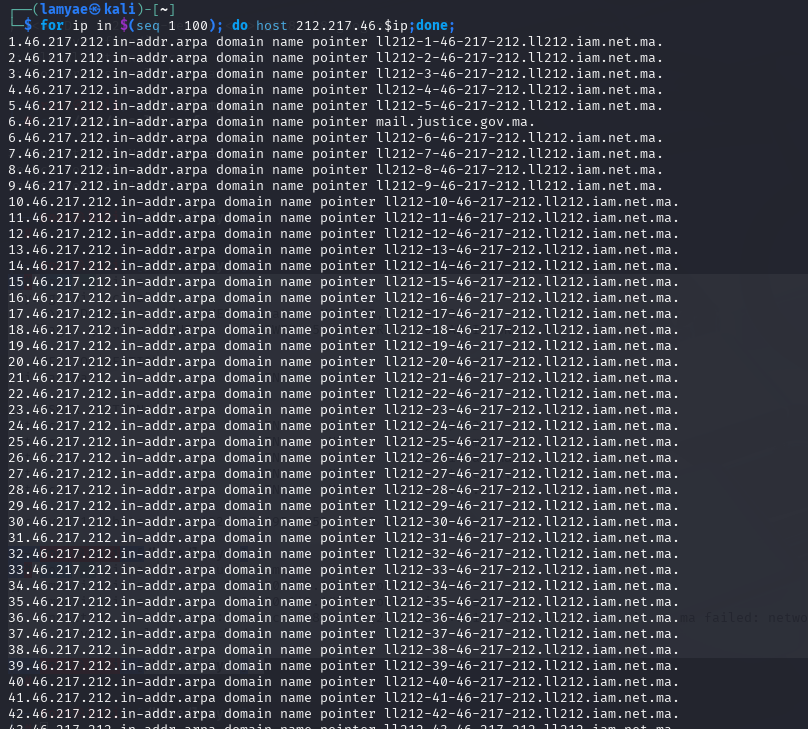 ┌──(lamyae㉿kali)-[~]
└─$ for ip in $(seq 1 100); do host 212.217.46.$ip;done;
1.46.217.212.in-addr.arpa domain name pointer ll212-1-46-217-212.ll212.iam.net.ma.
2.46.217.212.in-addr.arpa domain name pointer ll212-2-46-217-212.ll212.iam.net.ma.
3.46.217.212.in-addr.arpa domain name pointer ll212-3-46-217-212.ll212.iam.net.ma.
4.46.217.212.in-addr.arpa domain name pointer ll212-4-46-217-212.ll212.iam.net.ma.
5.46.217.212.in-addr.arpa domain name pointer ll212-5-46-217-212.ll212.iam.net.ma.
6.46.217.212.in-addr.arpa domain name pointer mail.justice.gov.ma.
6.46.217.212.in-addr.arpa domain name pointer ll212-6-46-217-212.ll212.iam.net.ma.
7.46.217.212.in-addr.arpa domain name pointer ll212-7-46-217-212.ll212.iam.net.ma.
8.46.217.212.in-addr.arpa domain name pointer ll212-8-46-217-212.ll212.iam.net.ma.
9.46.217.212.in-addr.arpa domain name pointer ll212-9-46-217-212.ll212.iam.net.ma.
10.46.217.212.in-addr.arpa domain name pointer ll212-10-46-217-212.ll212.iam.net.ma.
11.46.217.212.in-addr.arpa domain name pointer ll212-11-46-217-212.ll212.iam.net.ma.
12.46.217.212.in-addr.arpa domain name pointer ll212-12-46-217-212.ll212.iam.net.ma.
13.46.217.212.in-addr.arpa domain name pointer ll212-13-46-217-212.ll212.iam.net.ma.
14.46.217.212.in-addr.arpa domain name pointer ll212-14-46-217-212.ll212.iam.net.ma.
15.46.217.212.in-addr.arpa domain name pointer ll212-15-46-217-212.ll212.iam.net.ma.
16.46.217.212.in-addr.arpa domain name pointer ll212-16-46-217-212.ll212.iam.net.ma.
17.46.217.212.in-addr.arpa domain name pointer ll212-17-46-217-212.ll212.iam.net.ma.
18.46.217.212.in-addr.arpa domain name pointer ll212-18-46-217-212.ll212.iam.net.ma.
19.46.217.212.in-addr.arpa domain name pointer ll212-19-46-217-212.ll212.iam.net.ma.
20.46.217.212.in-addr.arpa domain name pointer ll212-20-46-217-212.ll212.iam.net.ma.
21.46.217.212.in-addr.arpa domain name pointer ll212-21-46-217-212.ll212.iam.net.ma.
22.46.217.212.in-addr.arpa domain name pointer ll212-22-46-217-212.ll212.iam.net.ma.
23.46.217.212.in-addr.arpa domain name pointer ll212-23-46-217-212.ll212.iam.net.ma.
24.46.217.212.in-addr.arpa domain name pointer ll212-24-46-217-212.ll212.iam.net.ma.
25.46.217.212.in-addr.arpa domain name pointer ll212-25-46-217-212.ll212.iam.net.ma.
26.46.217.212.in-addr.arpa domain name pointer ll212-26-46-217-212.ll212.iam.net.ma.
27.46.217.212.in-addr.arpa domain name pointer ll212-27-46-217-212.ll212.iam.net.ma.
28.46.217.212.in-addr.arpa domain name pointer ll212-28-46-217-212.ll212.iam.net.ma.
29.46.217.212.in-addr.arpa domain name pointer ll212-29-46-217-212.ll212.iam.net.ma.
30.46.217.212.in-addr.arpa domain name pointer ll212-30-46-217-212.ll212.iam.net.ma.
31.46.217.212.in-addr.arpa domain name pointer ll212-31-46-217-212.ll212.iam.net.ma.
32.46.217.212.in-addr.arpa domain name pointer ll212-32-46-217-212.ll212.iam.net.ma.
33.46.217.212.in-addr.arpa domain name pointer ll212-33-46-217-212.ll212.iam.net.ma.
34.46.217.212.in-addr.arpa domain name pointer ll212-34-46-217-212.ll212.iam.net.ma.
35.46.217.212.in-addr.arpa domain name pointer ll212-35-46-217-212.ll212.iam.net.ma.
36.46.217.212.in-addr.arpa domain name pointer ll212-36-46-217-212.ll212.iam.net.ma. failed: netwo
37.46.217.212.in-addr.arpa domain name pointer ll212-37-46-217-212.ll212.iam.net.ma.
38.46.217.212.in-addr.arpa domain name pointer ll212-38-46-217-212.ll212.iam.net.ma.
39.46.217.212.in-addr.arpa domain name pointer ll212-39-46-217-212.ll212.iam.net.ma.
40.46.217.212.in-addr.arpa domain name pointer ll212-40-46-217-212.ll212.iam.net.ma.
41.46.217.212.in-addr.arpa domain name pointer ll212-41-46-217-212.ll212.iam.net.ma.
42.46.217.212.in-addr.arpa domain name pointer ll212-42-46-217-212.ll212.iam.net.ma.